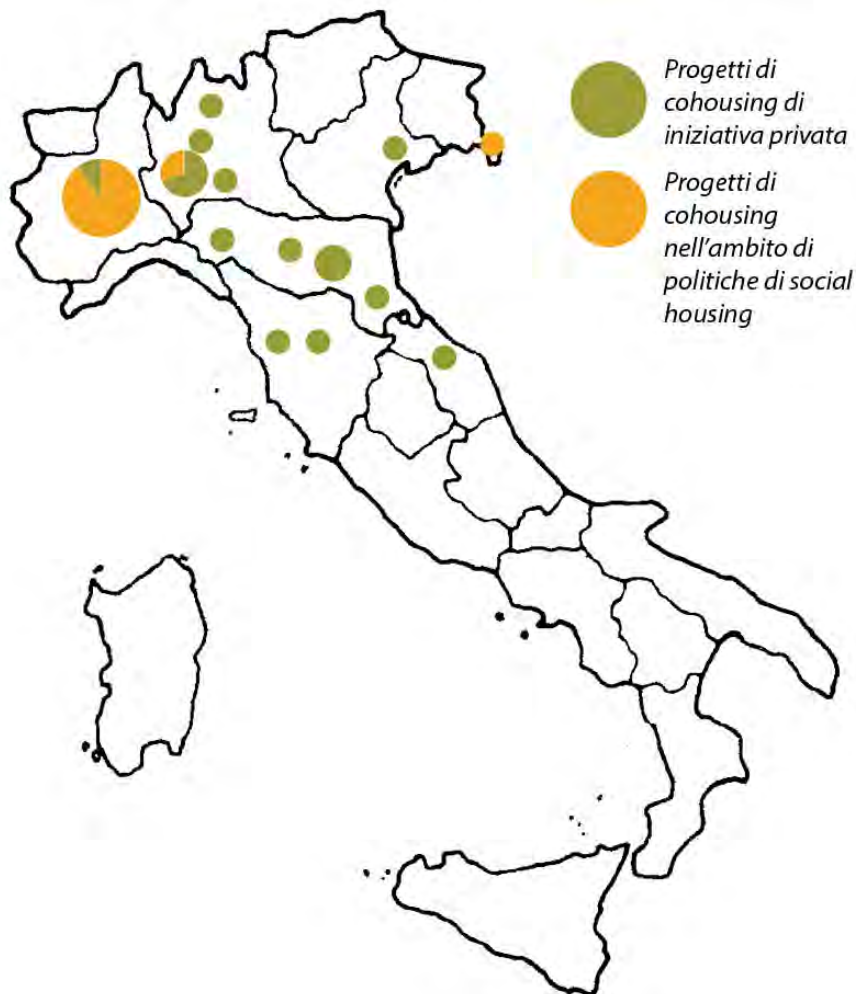 Progetti di
cohousing di
iniziativa privata
Progetti di
cohousing
nell'ambito di
politiche di social
housing